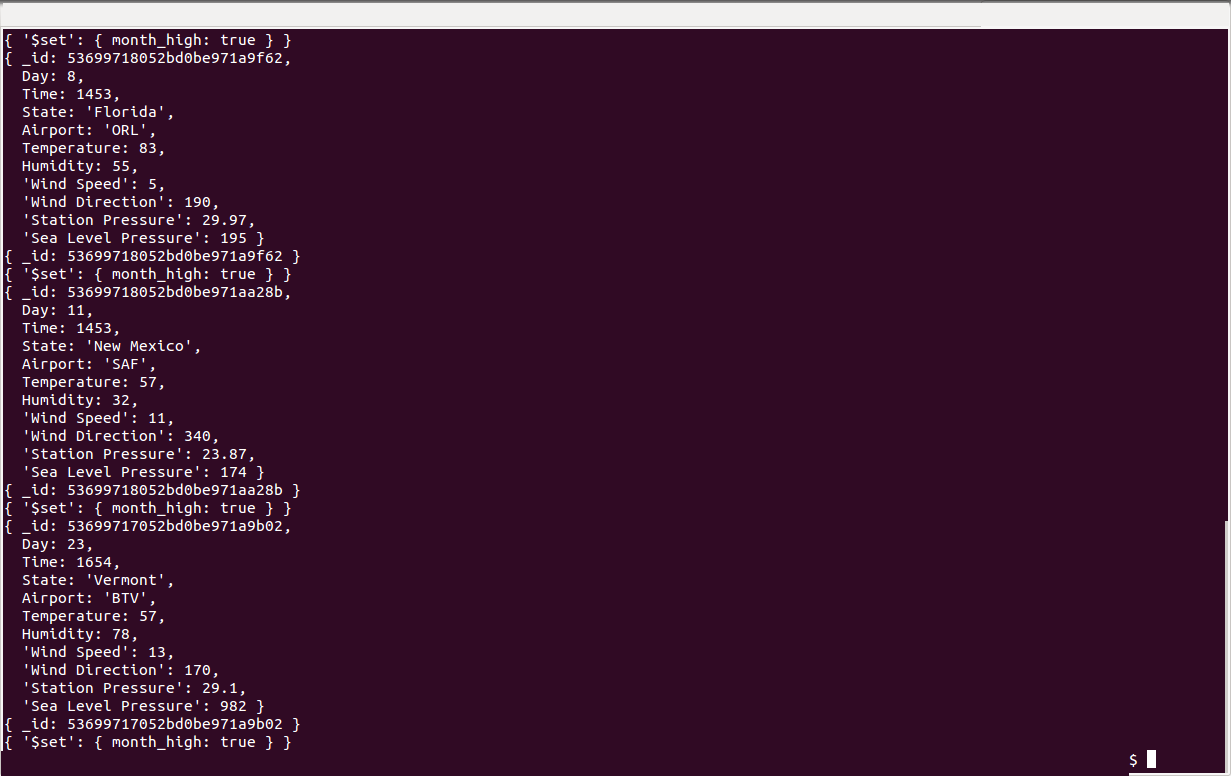 { '$set': { month_high: true } }
{ _id: 53699718052bd0be971a9f62,
  Day: 8,
  Time: 1453,
  State: 'Florida',
  Airport: 'ORL',
  Temperature: 83,
  Humidity: 55,
  'Wind Speed': 5,
  'Wind Direction': 190,
  'Station Pressure': 29.97,
  'Sea Level Pressure': 195 }
{ _id: 53699718052bd0be971a9f62 }
{ '$set': { month_high: true } }
{ _id: 53699718052bd0be971aa28b,
  Day: 11,
  Time: 1453,
  State: 'New Mexico',
  Airport: 'SAF',
  Temperature: 57,
  Humidity: 32,
  'Wind Speed': 11,
  'Wind Direction': 340,
  'Station Pressure': 23.87,
  'Sea Level Pressure': 174 }
{ _id: 53699718052bd0be971aa28b }
{ '$set': { month_high: true } }
{ _id: 53699717052bd0be971a9b02,
  Day: 23,
  Time: 1654,
  State: 'Vermont',
  Airport: 'BTV',
  Temperature: 57,
  Humidity: 78,
  'Wind Speed': 13,
  'Wind Direction': 170,
  'Station Pressure': 29.1,
  'Sea Level Pressure': 982 }
{ _id: 53699717052bd0be971a9b02 }
{ '$set': { month_high: true } }
$